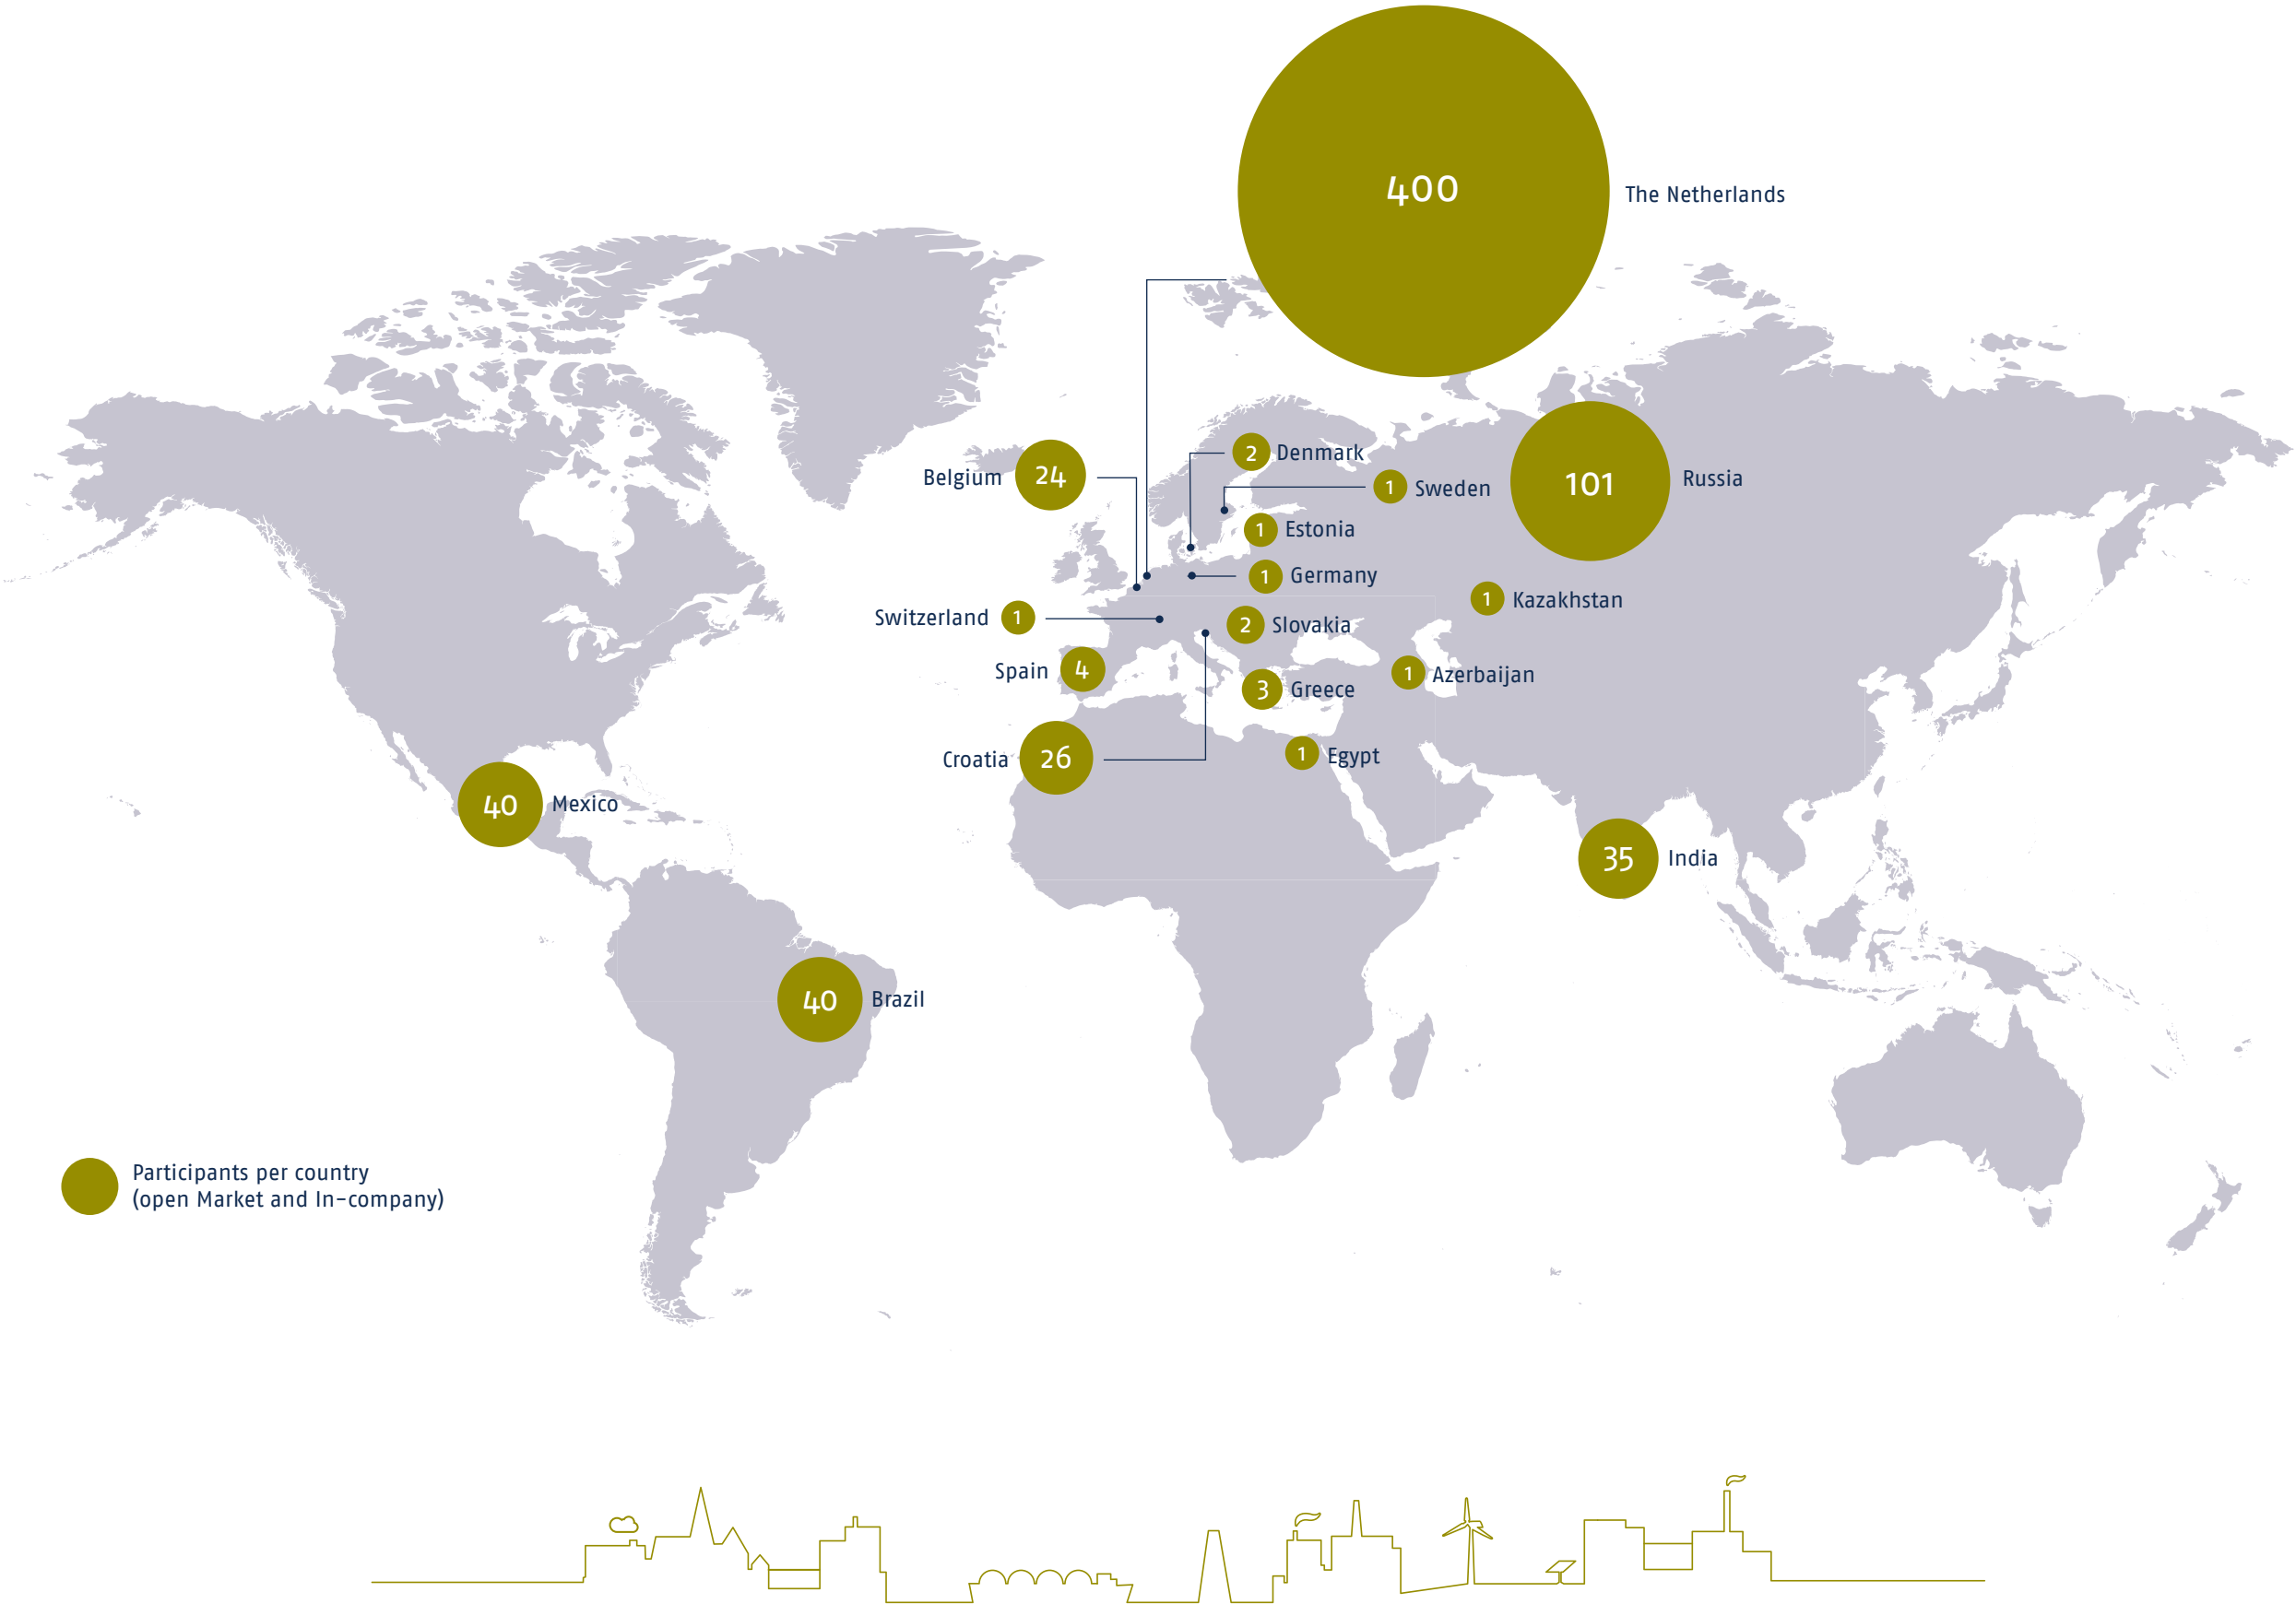 400
The Netherlands
Belgium
24
2
Denmark
1
Sweden
101
Russia
1
Estonia
1
Germany
1
Kazakhstan
Switzerland
1
2
Slovakia
Spain
4
3
Greece
1
Azerbaijan
Croatia
26
1
Egypt
40
Mexico
35
India
40
Brazil
Participants per country
(open Market and In-company)